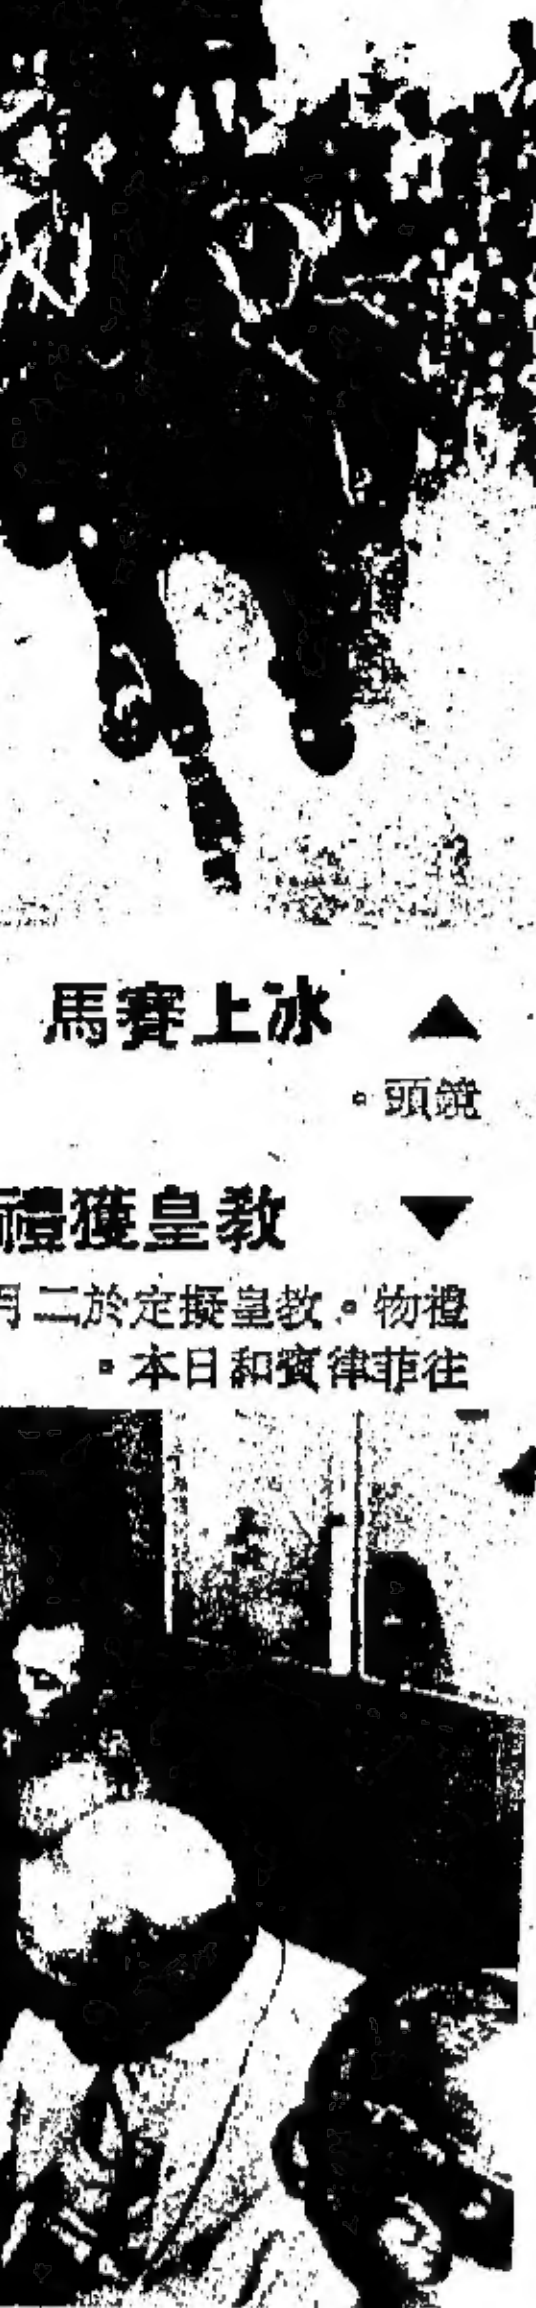 ▲冰上賽馬
鏡頭。
▼教皇獲禮
禮物。教皇擬定於二月
往菲律賓和日本。